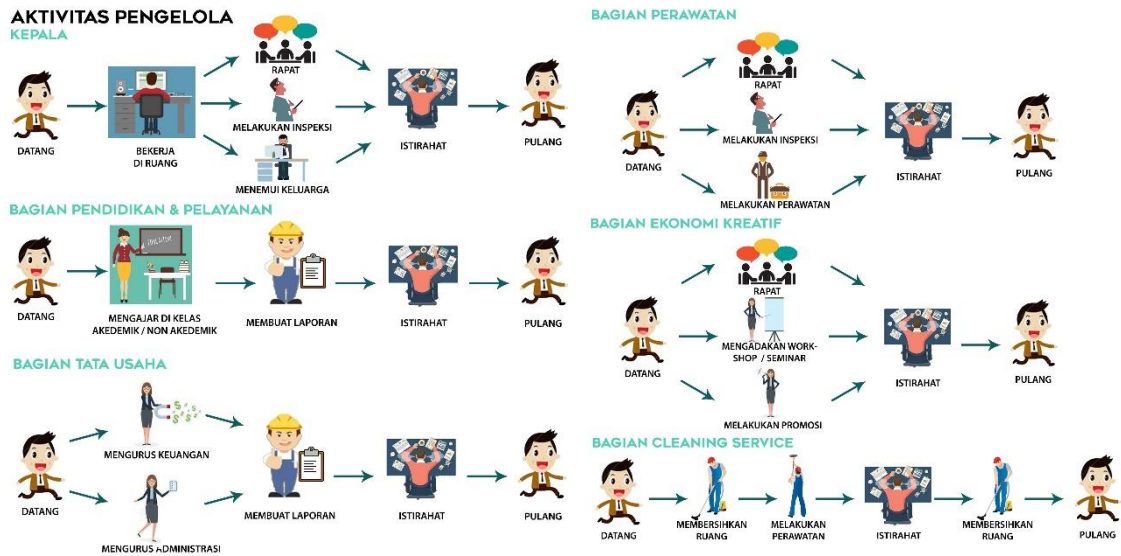 AKTIVITAS PENGELOLA
KEPALA
DATANG
BEKERJA
DI RUANG
RAPAT
MELAKUKAN INSPEKSI
MENEMUI KELUARGA
ISTIRAHAT
PULANG
BAGIAN PENDIDIKAN & PELAYANAN
DATANG
MENGAJAR DI KELAS
AKEDEMIK / NON AKEDEMIK
MEMBUAT LAPORAN
ISTIRAHAT
PULANG
BAGIAN TATA USAHA
DATANG
MENGURUS KEUANGAN
MENGURUS ADMINISTRASI
MEMBUAT LAPORAN
ISTIRAHAT
PULANG
BAGIAN PERAWATAN
DATANG
RAPAT
MELAKUKAN INSPEKSI
MELAKUKAN PERAWATAN
ISTIRAHAT
PULANG
BAGIAN EKONOMI KREATIF
DATANG
RAPAT
MENGADAKAN WORK-
SHOP / SEMINAR
MELAKUKAN PROMOSI
ISTIRAHAT
PULANG
BAGIAN CLEANING SERVICE
DATANG
MEMBERSIHKAN
RUANG
MELAKUKAN
PERAWATAN
ISTIRAHAT
MEMBERSIHKAN
RUANG
PULANG